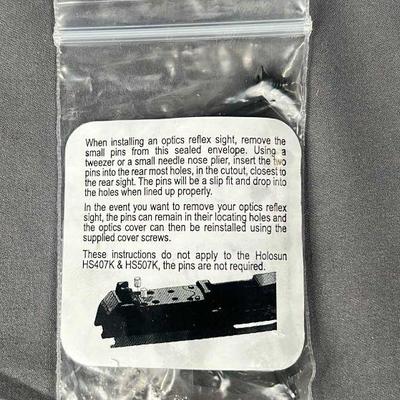 When installing an optics reflex sight, remove the
small pins from this sealed envelope. Using a
tweezer or a small needle nose plier, insert the two
pins into the rear most holes, in the cutout, closest to
the rear sight. The pins will be a slip fit and drop into
the holes when lined up properly.
In the event you want to remove your optics reflex
sight, the pins can remain in their locating holes and
the optics cover can then be reinstalled using the
supplied cover screws.
These instructions do not apply to the Holosun
HS407K & HS507K, the pins are not required.